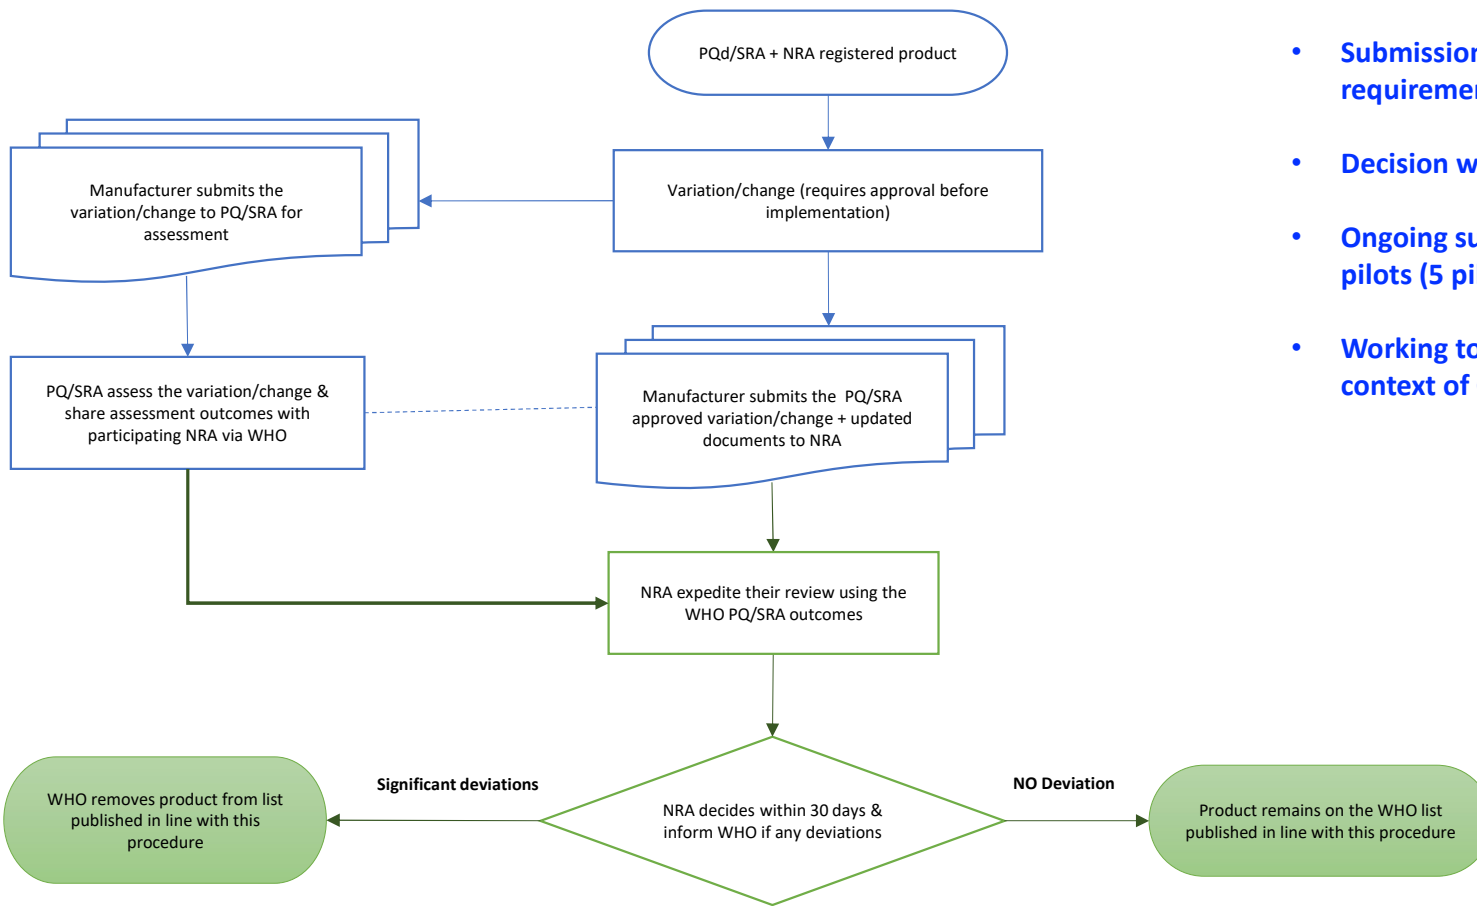 PQd/SRA + NRA registered product
Manufacturer submits the
variation/change to PQ/SRA for
assessment
Variation/change (requires approval before
implementation)
PQ/SRA assess the variation/change &
share assessment outcomes with
participating NRA via WHO
Manufacturer submits the PQ/SRA
approved variation/change + updated
documents to NRA
NRA expedite their review using the
WHO PQ/SRA outcomes
Significant deviations
NO Deviation
WHO removes product from list
published in line with this
procedure
NRA decides within 30 days &
inform WHO if any deviations
Product remains on the WHO list
published in line with this procedure
• Submission
requiremen
• Decision w
• Ongoing su
pilots (5 pi
• Working to
context of